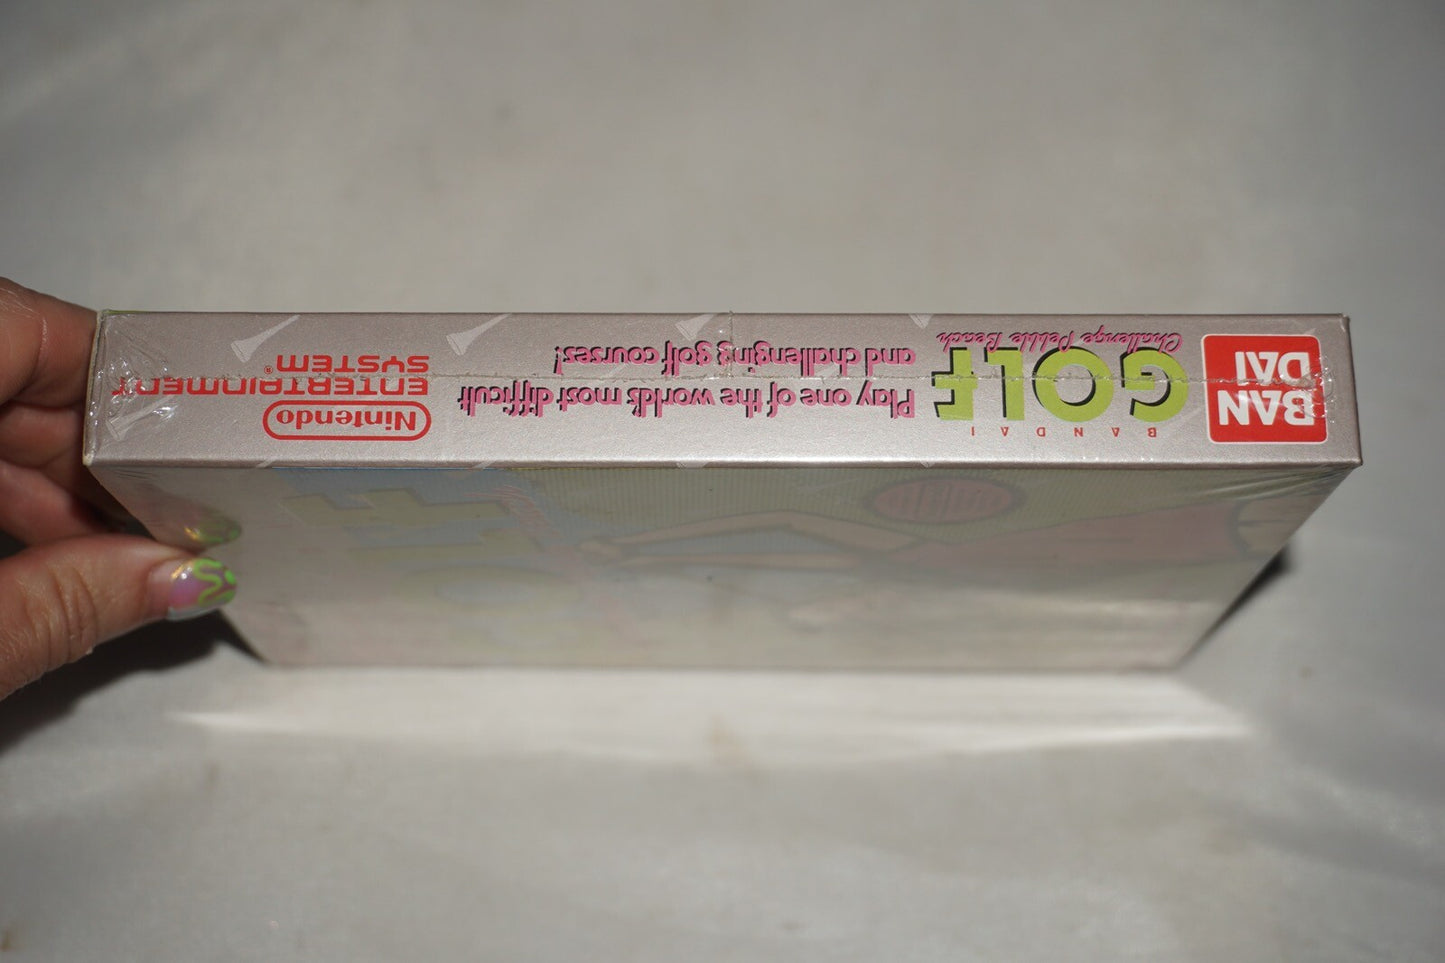 BAN
DAI
BANDAI
GOLF
Challenge Pebble Beach
Play one of the world's most difficult
and challenging golf courses!
Nintendo
ENTERTAINMENT
SYSTEM®